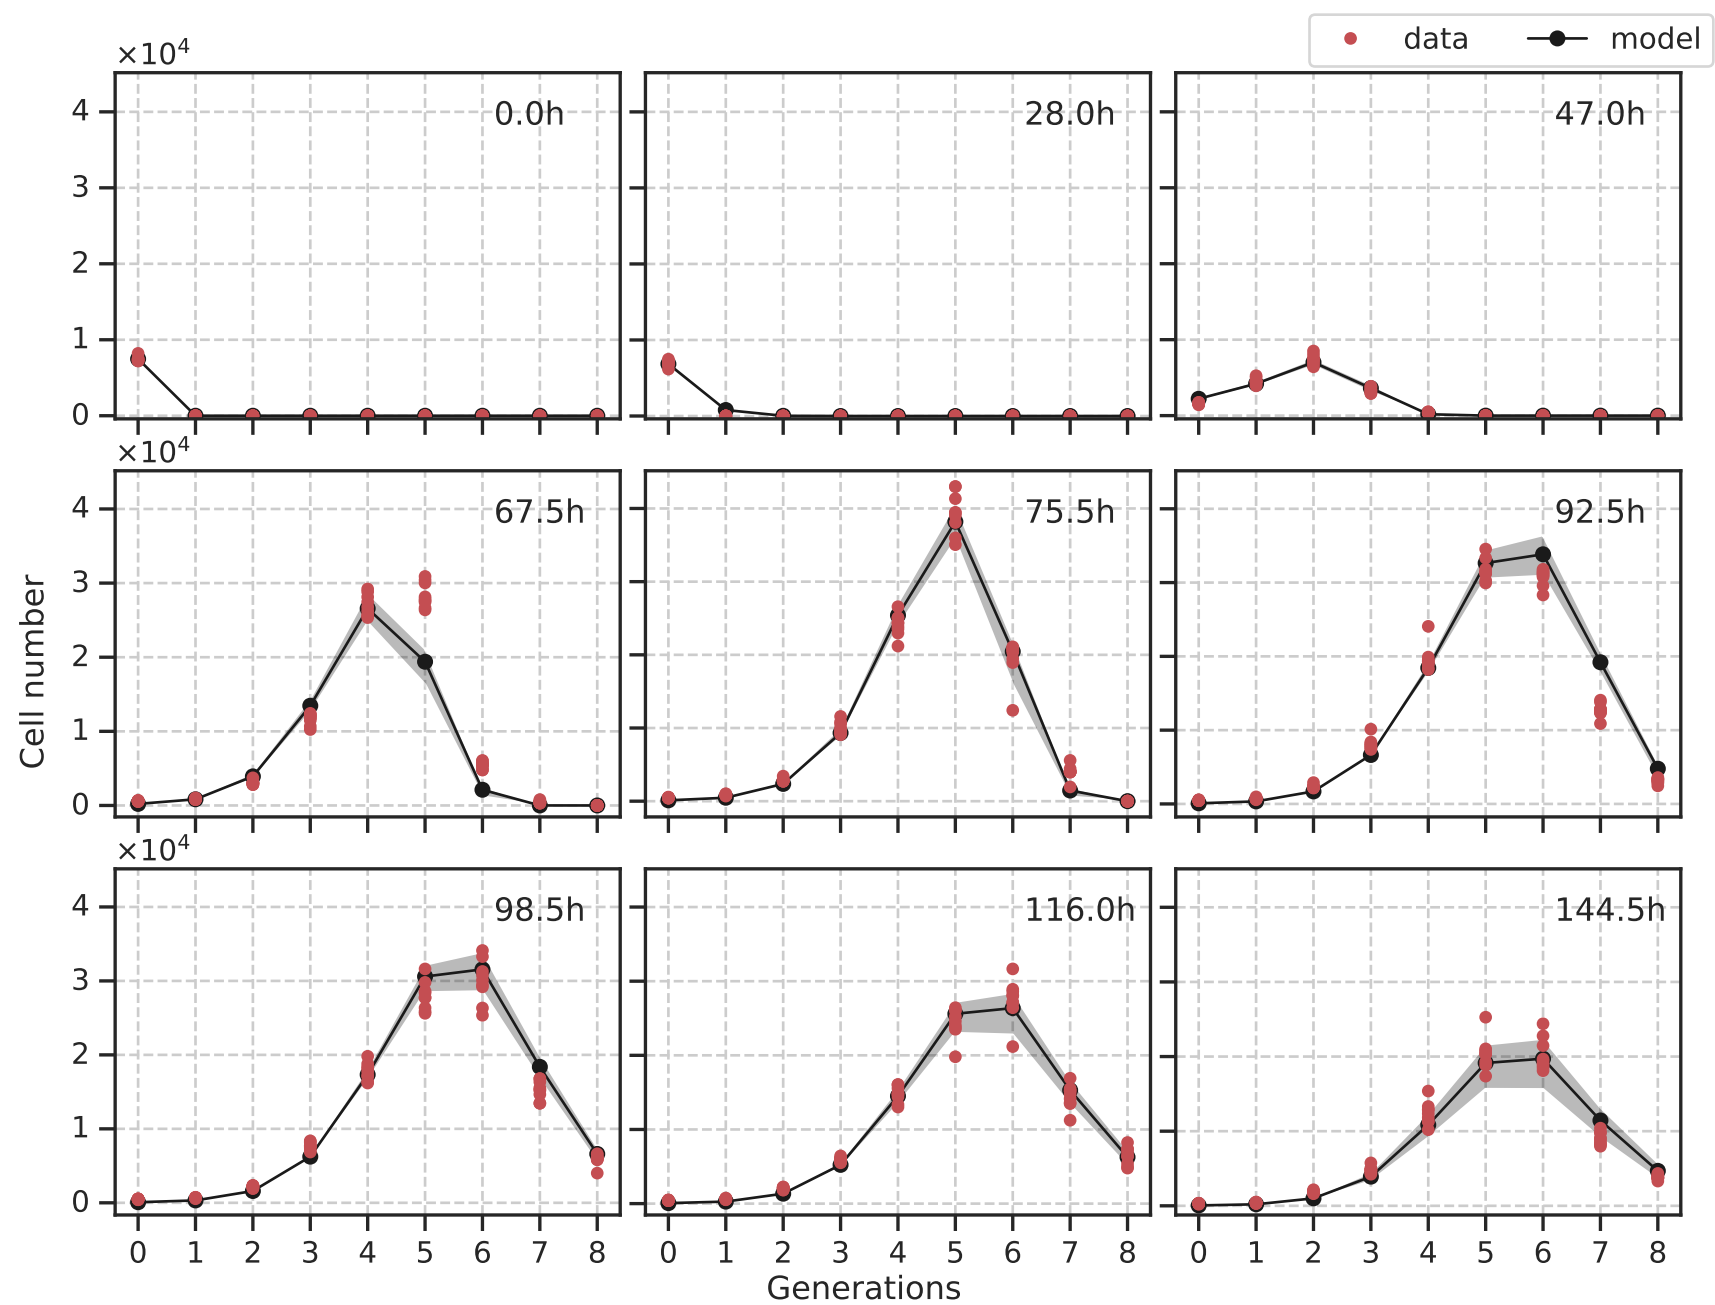 data model
×10⁴
4
3
2
1
0
0.0h
28.0h
47.0h
×10⁴
4
3
2
1
0
67.5h
75.5h
92.5h
Cell number
×10⁴
4
3
2
1
0
98.5h
116.0h
144.5h
0 1 2 3 4 5 6 7 8
0 1 2 3 4 5 6 7 8
0 1 2 3 4 5 6 7 8
Generations